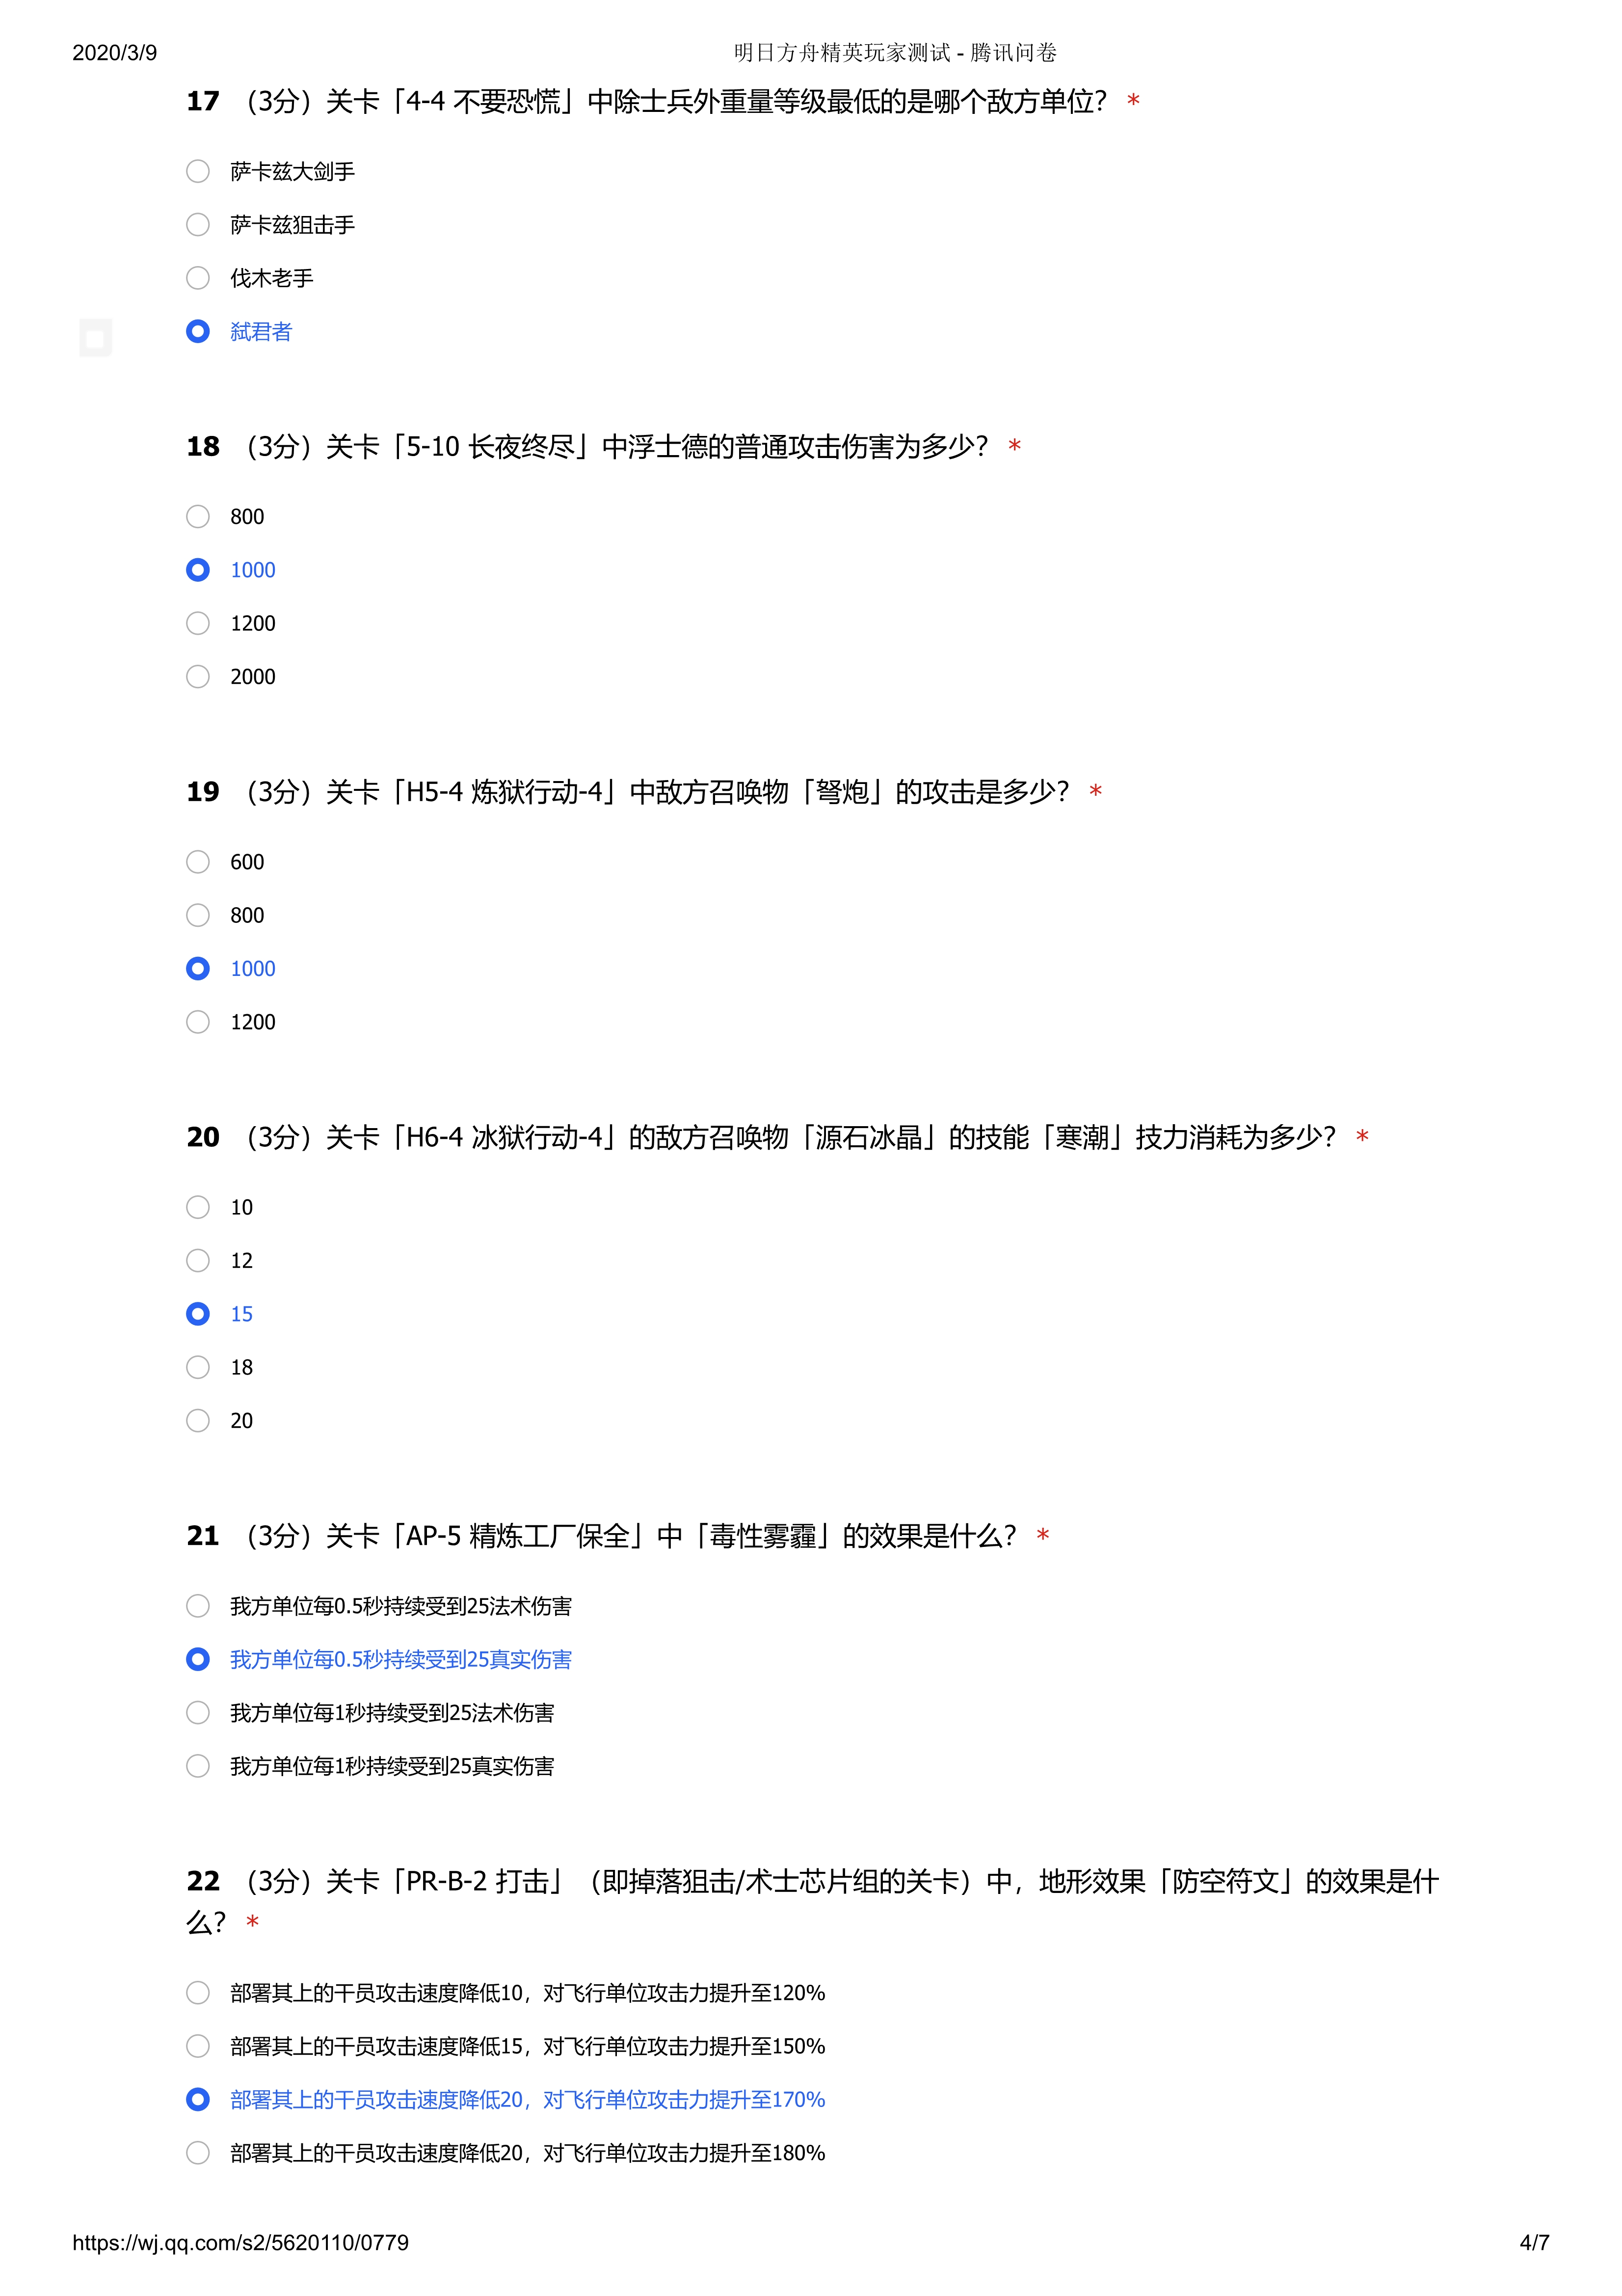 2020/3/9
明日方舟精英玩家测试 - 腾讯问卷
17 （3分）关卡「4-4 不要恐慌」中除士兵外重量等级最低的是哪个敌方单位？ *
萨卡兹大剑手
萨卡兹狙击手
伐木老手
弑君者
18 （3分）关卡「5-10 长夜终尽」中浮士德的普通攻击伤害为多少？ *
800
1000
1200
2000
19 （3分）关卡「H5-4 炼狱行动-4」中敌方召唤物「弩炮」的攻击是多少？ *
600
800
1000
1200
20 （3分）关卡「H6-4 冰狱行动-4」的敌方召唤物「源石冰晶」的技能「寒潮」技力消耗为多少？ *
10
12
15
18
20
21 （3分）关卡「AP-5 精炼工厂保全」中「毒性雾霾」的效果是什么？ *
我方单位每0.5秒持续受到25法术伤害
我方单位每0.5秒持续受到25真实伤害
我方单位每1秒持续受到25法术伤害
我方单位每1秒持续受到25真实伤害
22 （3分）关卡「PR-B-2 打击」（即掉落狙击/术士芯片组的关卡）中，地形效果「防空符文」的效果是什
么？ *
部署其上的干员攻击速度降低10，对飞行单位攻击力提升至120%
部署其上的干员攻击速度降低15，对飞行单位攻击力提升至150%
部署其上的干员攻击速度降低20，对飞行单位攻击力提升至170%
部署其上的干员攻击速度降低20，对飞行单位攻击力提升至180%
https://wj.qq.com/s2/5620110/0779
4/7